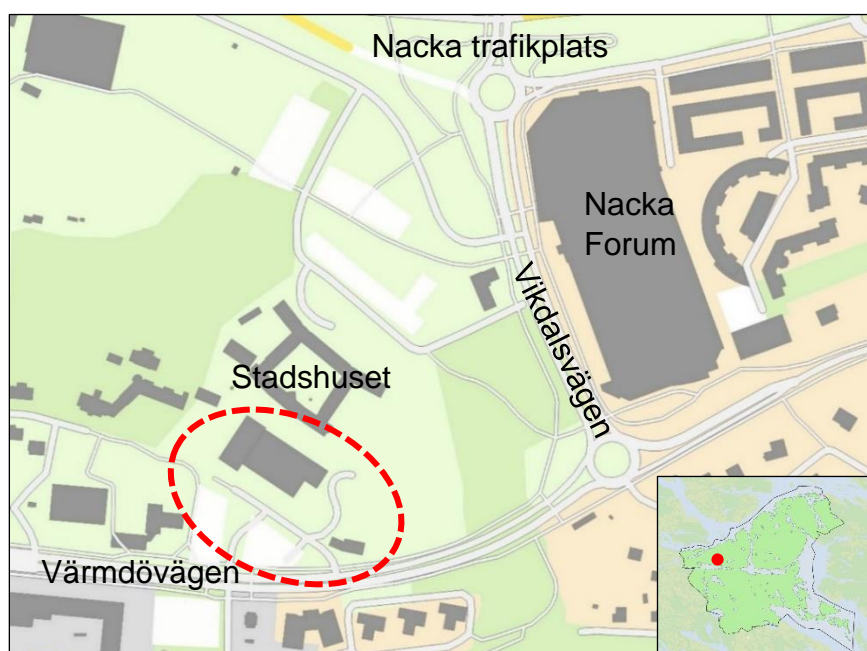 Nacka trafikplats
Nacka
Forum
Vikdalsvägen
Stadshuset
Värmdövägen